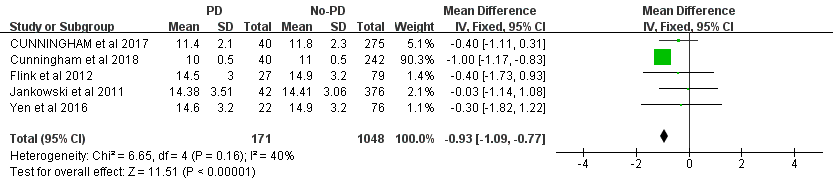 PD No-PD Mean Difference Mean Difference
Study or Subgroup Mean SD Total Mean SD Total Weight IV, Fixed, 95% CI IV, Fixed, 95% CI
CUNNINGHAM et al 2017 11.4 2.1 40 11.8 2.3 275 5.1% -0.40 [-1.11, 0.31]
Cunningham et al 2018 10 0.5 40 11 0.5 242 90.3% -1.00 [-1.17, -0.83]
Flink et al 2012 14.5 3 27 14.9 3.2 79 1.5% -0.40 [-1.73, 0.93]
Jankowski et al 2011 14.38 3.51 42 14.41 3.06 376 2.1% -0.03 [-1.14, 1.08]
Yen et al 2016 14.6 3.2 22 14.9 3.2 76 1.1% -0.30 [-1.82, 1.22]
Total (95% CI) 171 1048 100.0% -0.93 [-1.09, -0.77]
Heterogeneity: Chi² = 6.65, df = 4 (P = 0.16); I² = 40%
Test for overall effect: Z = 11.51 (P < 0.00001)
-4 -2 0 2 4